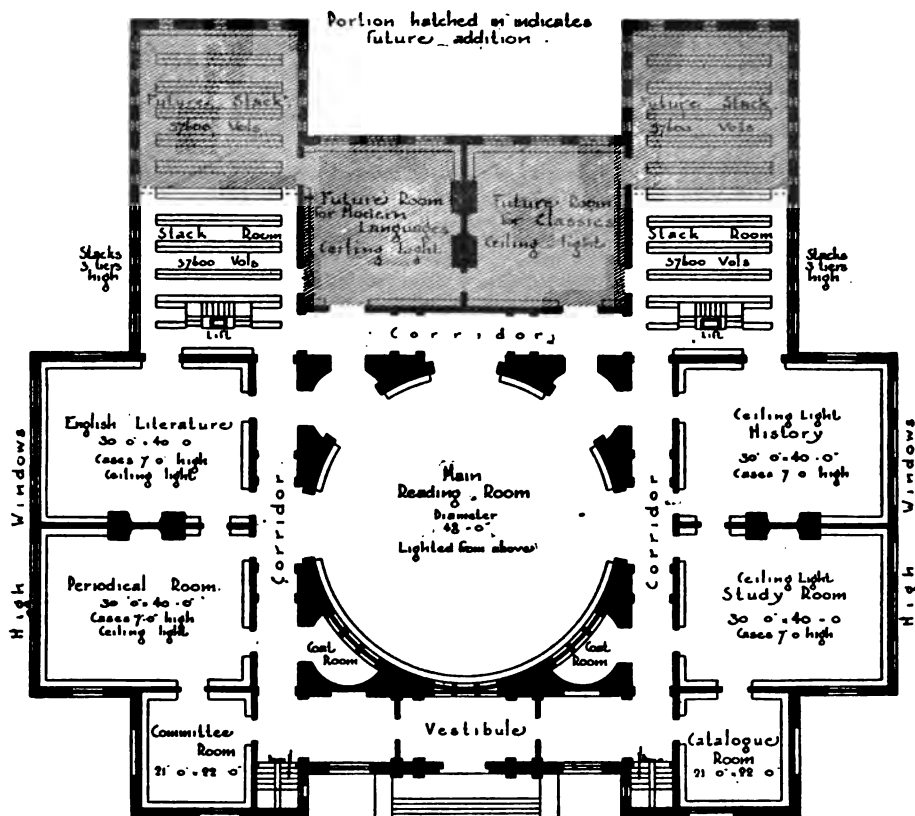 Portion hatched in indicates
Future addition.
Future Stack
37600 Vols
Future Stack
37600 Vols
Future Room
for Modern
Languages
Ceiling Light
Future Room
for Classics
Ceiling Light
Stacks
3 tiers
high
Stack Room
37600 Vols
Lift
Stack Room
37600 Vols
Lift
Stacks
3 tiers
high
Corridor
High Windows
English Literature
30 0 × 40 0
Cases 7 0 high
Ceiling light
Corridor
Main
Reading Room
Diameter
48-0"
Lighted from above
Corridor
Ceiling Light
History
30' 0" × 40-0"
Cases 7 0 high
High Windows
Periodical Room.
30 0" × 40-0"
Cases 7-0" high
Ceiling light
Coat
Room
Coat
Room
Ceiling Light
Study Room
30 0" × 40-0
Cases 7 0 high
Committee
Room
21' 0" × 22 0"
Vestibule
Catalogue
Room
21 0" × 22 0